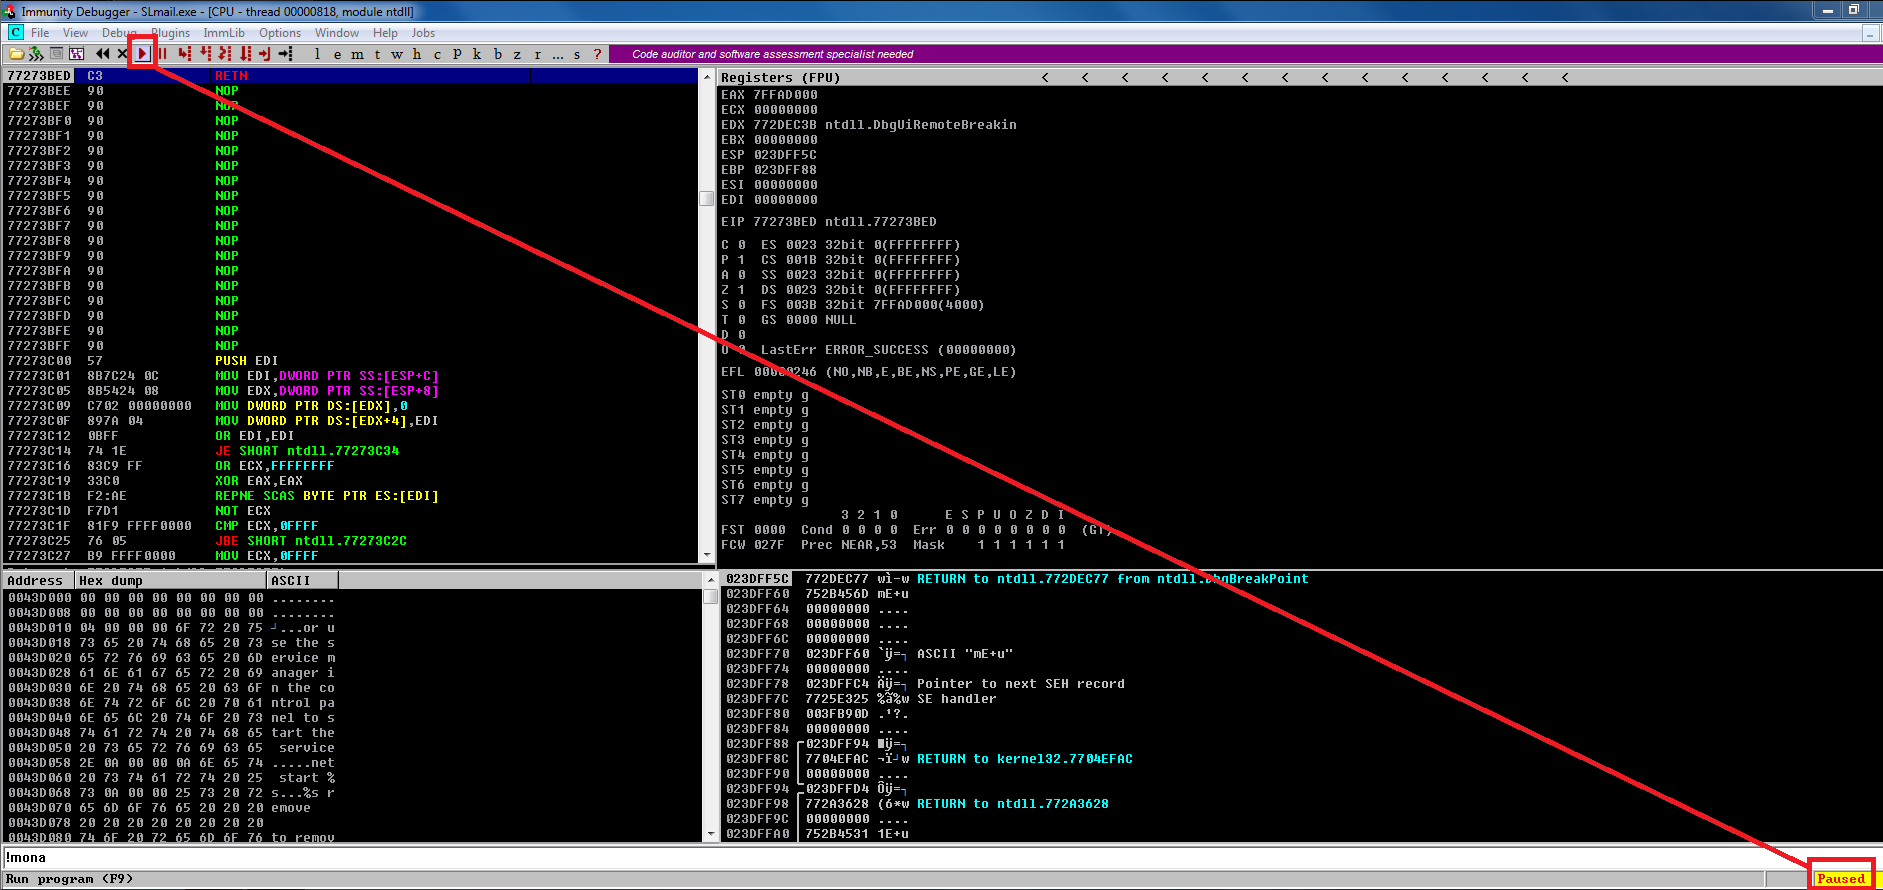 Immunity Debugger - SLmail.exe - [CPU - thread 00000818, module ntdll]
C File View Debug Plugins ImmLib Options Window Help Jobs
l e m t w h c P k b z r ... s ?
Code auditor and software assessment specialist needed
77273BED C3 RETN
77273BEE 90 NOP
77273BEF 90 NOP
77273BF0 90 NOP
77273BF1 90 NOP
77273BF2 90 NOP
77273BF3 90 NOP
77273BF4 90 NOP
77273BF5 90 NOP
77273BF6 90 NOP
77273BF7 90 NOP
77273BF8 90 NOP
77273BF9 90 NOP
77273BFA 90 NOP
77273BFB 90 NOP
77273BFC 90 NOP
77273BFD 90 NOP
77273BFE 90 NOP
77273BFF 90 NOP
77273C00 57 PUSH EDI
77273C01 8B7C24 0C MOV EDI,DWORD PTR SS:[ESP+C]
77273C05 8B5424 08 MOV EDX,DWORD PTR SS:[ESP+8]
77273C09 C702 00000000 MOV DWORD PTR DS:[EDX],0
77273C0F 897A 04 MOV DWORD PTR DS:[EDX+4],EDI
77273C12 0BFF OR EDI,EDI
77273C14 74 1E JE SHORT ntdll.77273C34
77273C16 83C9 FF OR ECX,FFFFFFFF
77273C19 33C0 XOR EAX,EAX
77273C1B F2:AE REPNE SCAS BYTE PTR ES:[EDI]
77273C1D F7D1 NOT ECX
77273C1F 81F9 FFFF0000 CMP ECX,0FFFF
77273C25 76 05 JBE SHORT ntdll.77273C2C
77273C27 B9 FFFF0000 MOV ECX,0FFFF
Registers (FPU) < < < < < < < < < < < < < <
EAX 7FFAD000
ECX 00000000
EDX 772DEC3B ntdll.DbgUiRemoteBreakin
EBX 00000000
ESP 023DFF5C
EBP 023DFF88
ESI 00000000
EDI 00000000
EIP 77273BED ntdll.77273BED
C 0 ES 0023 32bit 0(FFFFFFFF)
P 1 CS 001B 32bit 0(FFFFFFFF)
A 0 SS 0023 32bit 0(FFFFFFFF)
Z 1 DS 0023 32bit 0(FFFFFFFF)
S 0 FS 003B 32bit 7FFAD000(4000)
T 0 GS 0000 NULL
D 0
O 0 LastErr ERROR_SUCCESS (00000000)
EFL 00000246 (NO,NB,E,BE,NS,PE,GE,LE)
ST0 empty g
ST1 empty g
ST2 empty g
ST3 empty g
ST4 empty g
ST5 empty g
ST6 empty g
ST7 empty g
3 2 1 0 E S P U O Z D I
FST 0000 Cond 0 0 0 0 Err 0 0 0 0 0 0 0 0 (GT)
FCW 027F Prec NEAR,53 Mask 1 1 1 1 1 1
Address Hex dump ASCII
0043D000 00 00 00 00 00 00 00 00 ........
0043D008 00 00 00 00 00 00 00 00 ........
0043D010 04 00 00 00 6F 72 20 75 ┘...or u
0043D018 73 65 20 74 68 65 20 73 se the s
0043D020 65 72 76 69 63 65 20 6D ervice m
0043D028 61 6E 61 67 65 72 20 69 anager i
0043D030 6E 20 74 68 65 20 63 6F n the co
0043D038 6E 74 72 6F 6C 20 70 61 ntrol pa
0043D040 6E 65 6C 20 74 6F 20 73 nel to s
0043D048 74 61 72 74 20 74 68 65 tart the
0043D050 20 73 65 72 76 69 63 65 service
0043D058 2E 0A 00 00 0A 6E 65 74 .....net
0043D060 20 73 74 61 72 74 20 25 start %
0043D068 73 0A 00 00 25 73 20 72 s...%s r
0043D070 65 6D 6F 76 65 20 20 20 emove
0043D078 20 20 20 20 20 20 20 20
0043D080 74 6F 20 72 65 6D 6F 76 to remov
023DFF5C 772DEC77 wì-w RETURN to ntdll.772DEC77 from ntdll.DbgBreakPoint
023DFF60 752B456D mE+u
023DFF64 00000000 ....
023DFF68 00000000 ....
023DFF6C 00000000 ....
023DFF70 023DFF60 `ÿ=┐ ASCII "mE+u"
023DFF74 00000000 ....
023DFF78 023DFFC4 Äÿ=┐ Pointer to next SEH record
023DFF7C 7725E325 %ã%w SE handler
023DFF80 003FB90D .¹?.
023DFF84 00000000 ....
023DFF88 023DFF94 ÿ=┐
023DFF8C 7704EFAC ¬ï┘w RETURN to kernel32.7704EFAC
023DFF90 00000000 ....
023DFF94 023DFFD4 Ôÿ=┐
023DFF98 772A3628 (6*w RETURN to ntdll.772A3628
023DFF9C 00000000 ....
023DFFA0 752B4531 1E+u
!mona
Run program (F9)
Paused